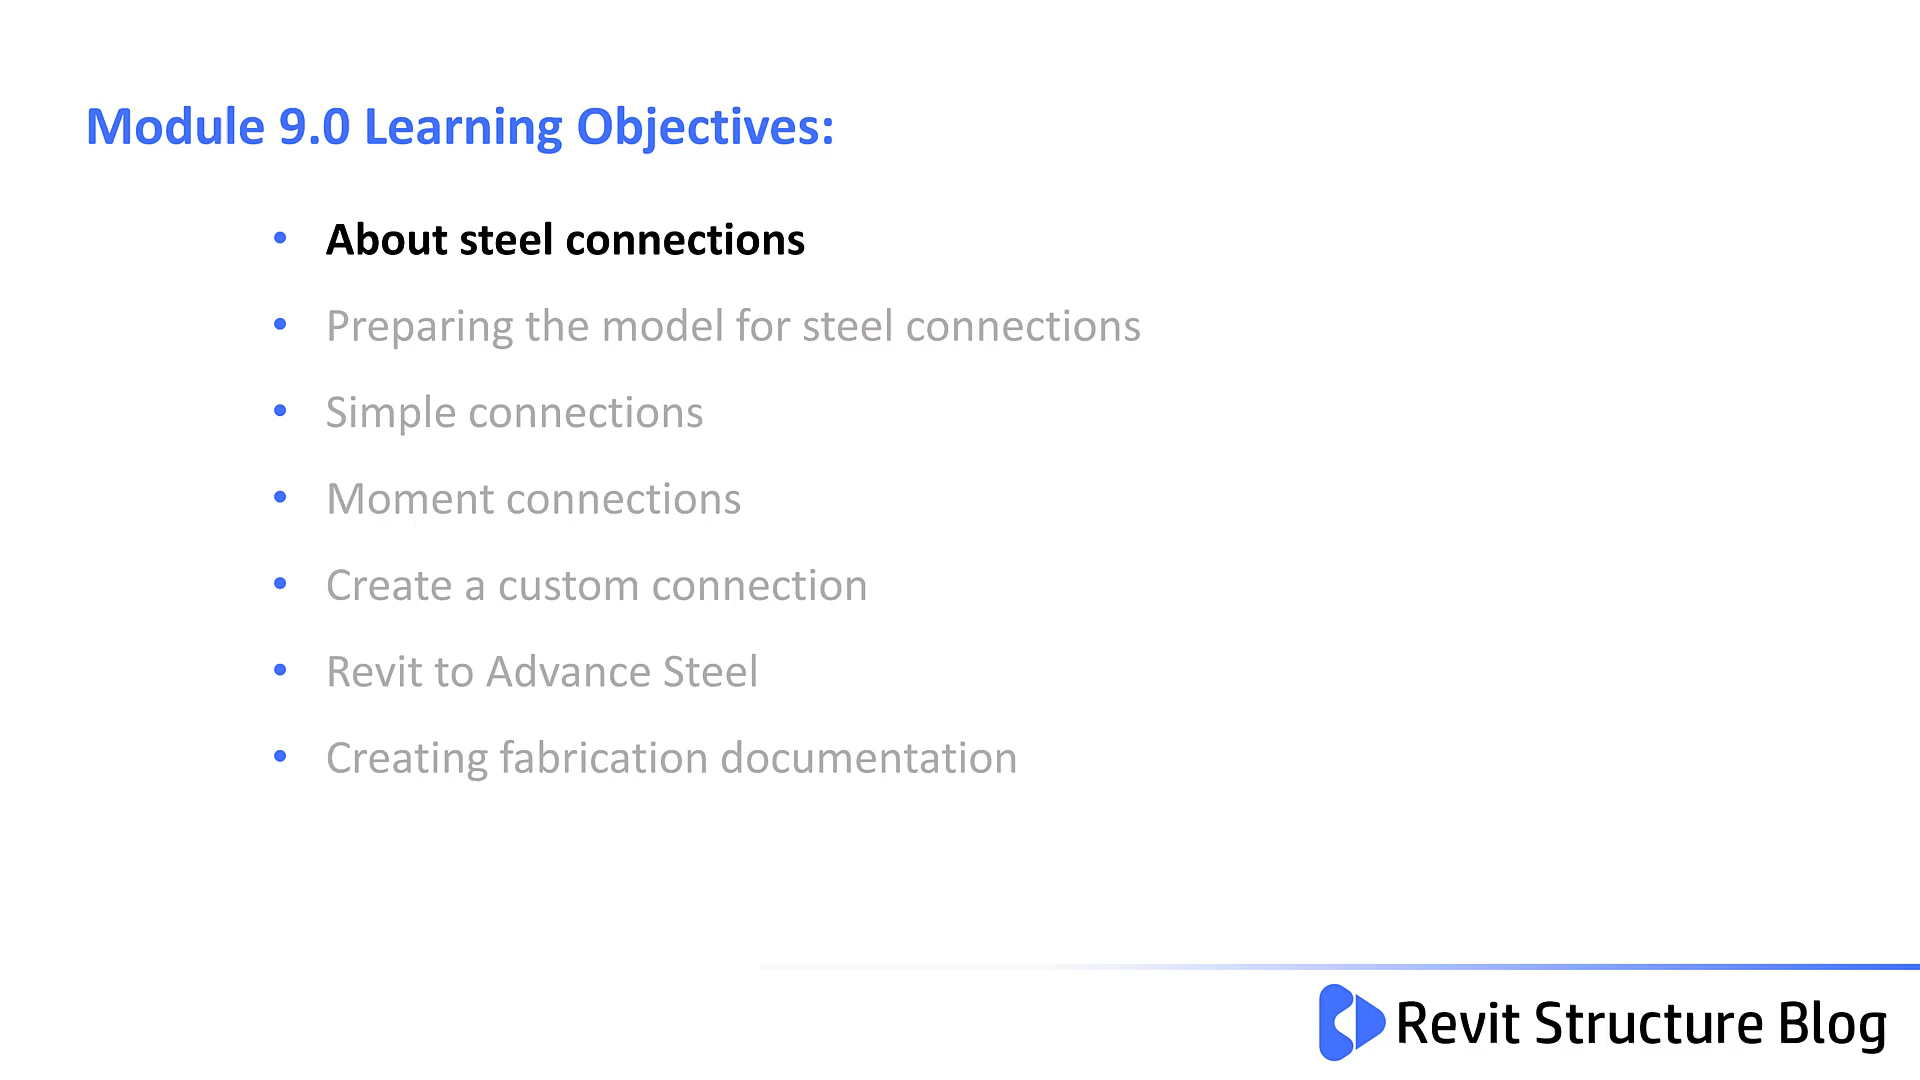 Module 9.0 Learning Objectives:
• About steel connections
• Preparing the model for steel connections
• Simple connections
• Moment connections
• Create a custom connection
• Revit to Advance Steel
• Creating fabrication documentation
Revit Structure Blog